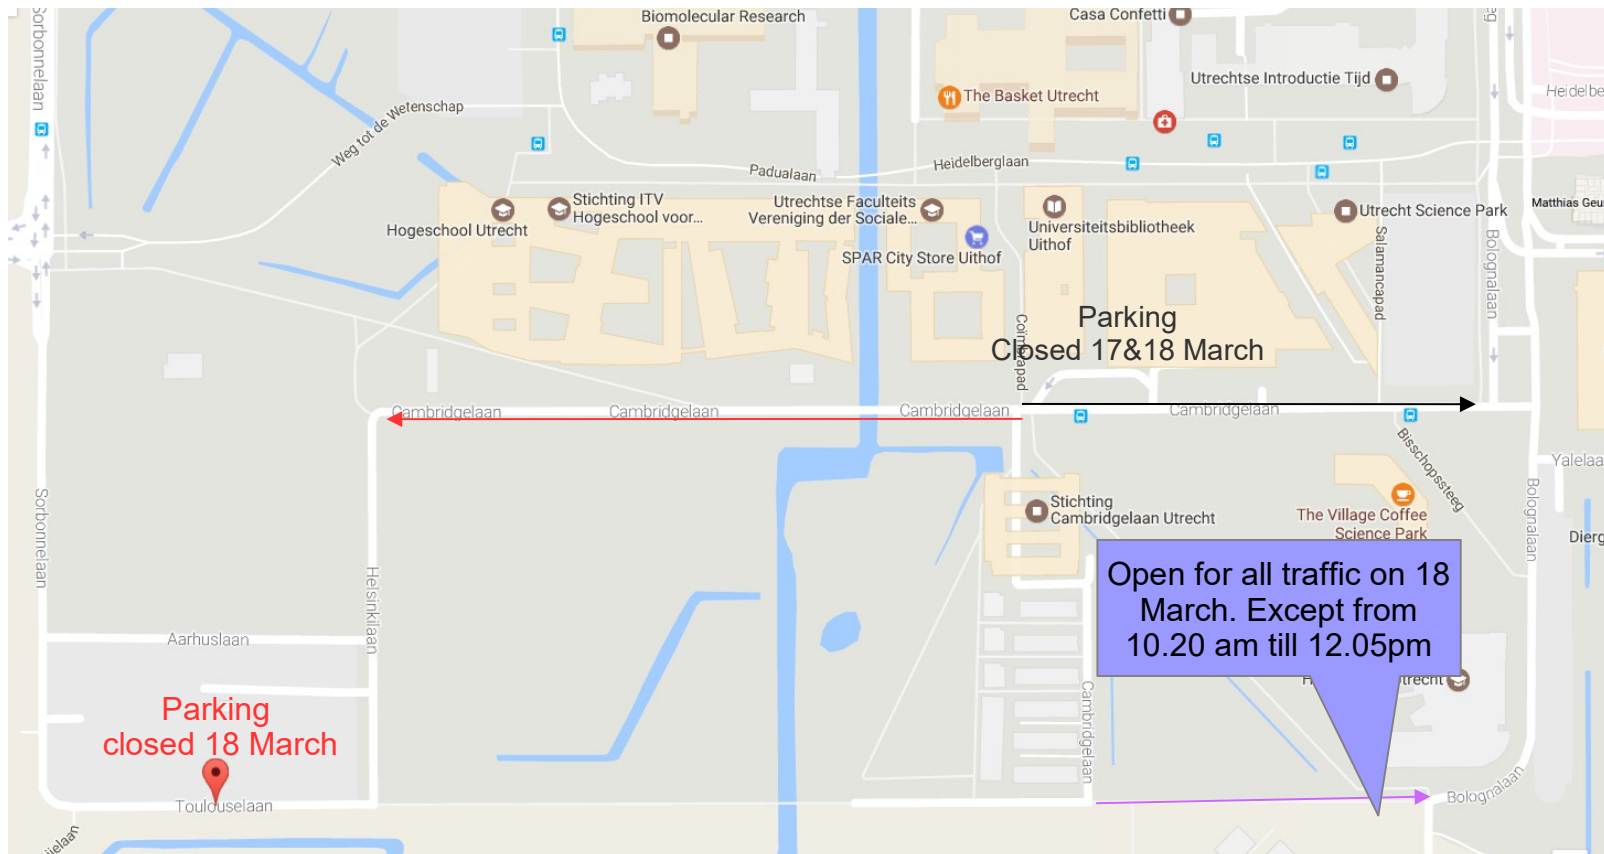 Sorbonnelaan
Biomolecular Research
Casa Confetti
Utrechtse Introductie Tijd
Heidelbe
The Basket Utrecht
Weg tot de Wetenschap
Padualaan
Heidelberglaan
Stichting ITV
Hogeschool voor...
Hogeschool Utrecht
Utrechtse Faculteits
Vereniging der Sociale...
SPAR City Store Uithof
Universiteitsbibliotheek
Uithof
Utrecht Science Park
Matthias Geur
Salamancapad
Bolognalaan
Coïmbrapad
Parking
Closed 17&18 March
Cambridgelaan
Cambridgelaan
Cambridgelaan
Cambridgelaan
Bisschopssteeg
Yalelaa
Sorbonnelaan
Stichting
Cambridgelaan Utrecht
The Village Coffee
Science Park
Bolognalaan
Dierg
Helsinkilaan
Open for all traffic on 18
March. Except from
10.20 am till 12.05pm
Aarhuslaan
Cambridgelaan
Parking
closed 18 March
Toulouselaan
Bolognalaan